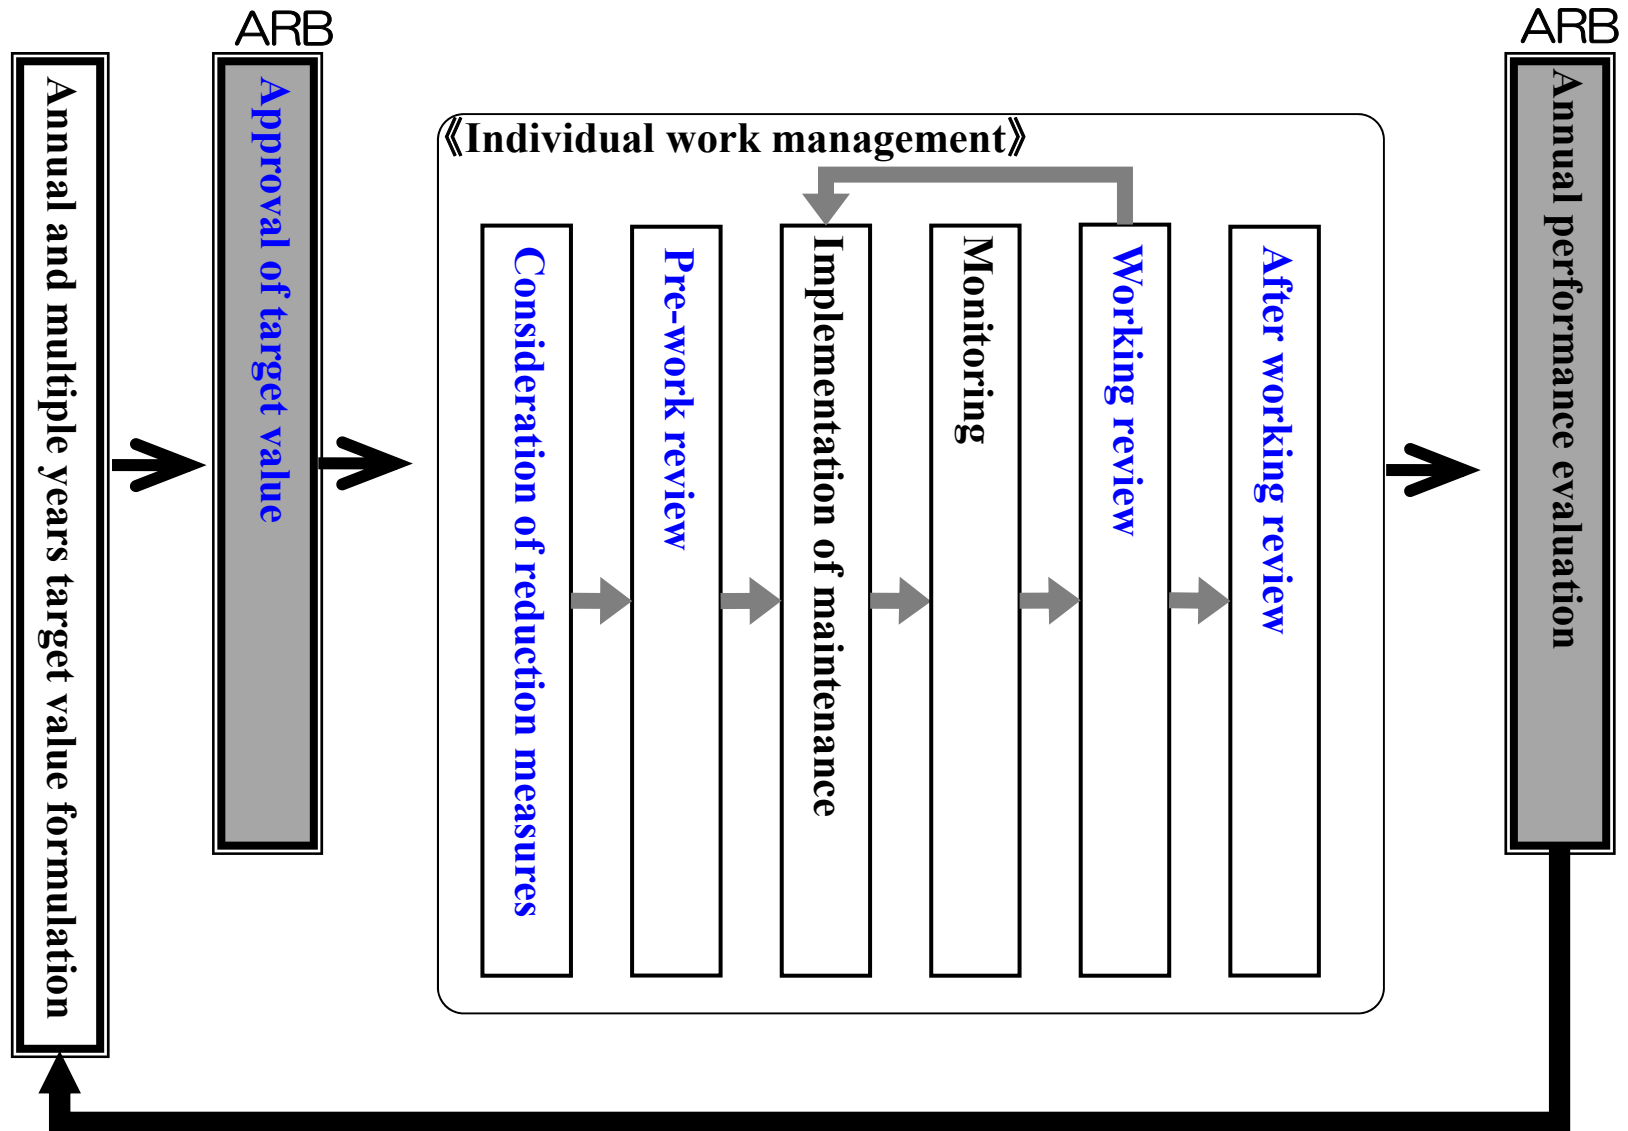 ARB
ARB
Annual and multiple years target value formulation
Approval of target value
《Individual work management》
Consideration of reduction measures
Pre-work review
Implementation of maintenance
Monitoring
Working review
After working review
Annual performance evaluation